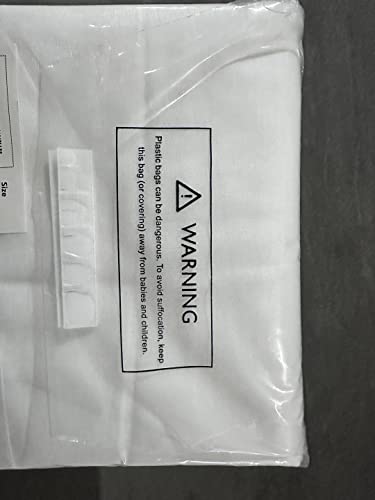 WARNING
Plastic bags can be dangerous. To avoid suffocation, keep
this bag (or covering) away from babies and children.
Size